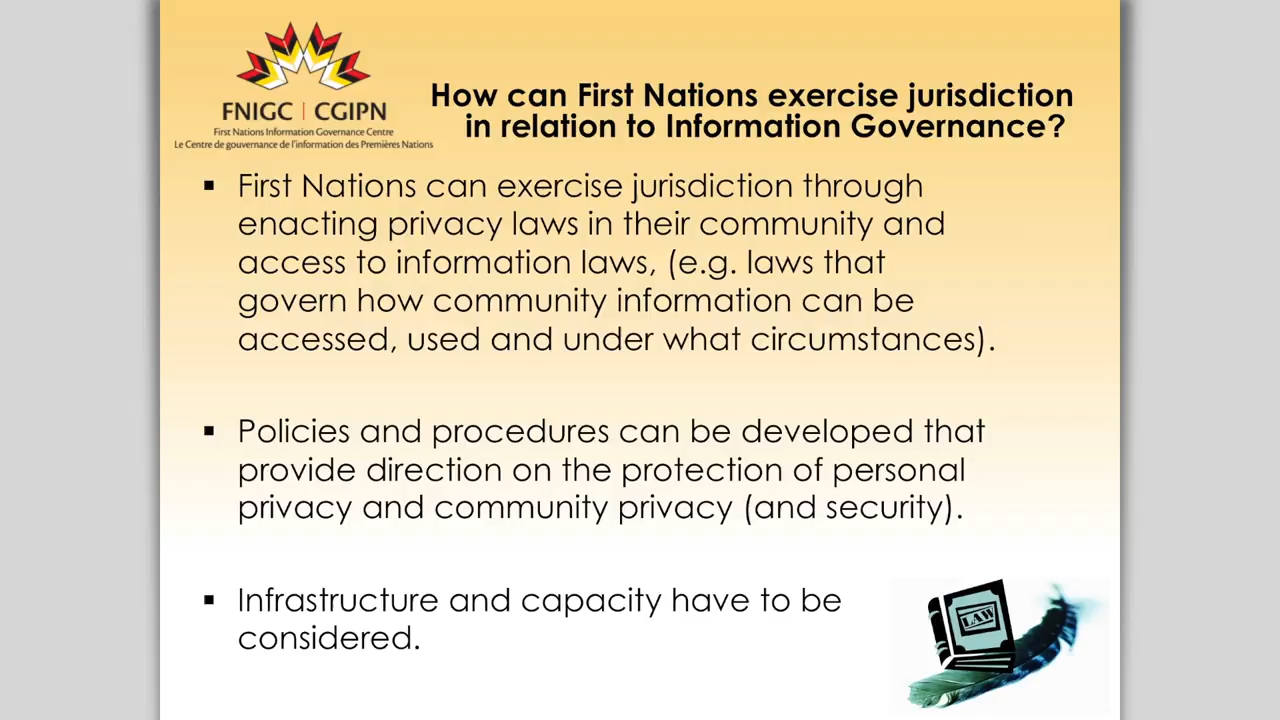 FNIGC | CGIPN
First Nations Information Governance Centre
Le Centre de gouvernance de l'information des Premières Nations
How can First Nations exercise jurisdiction
in relation to Information Governance?
▪ First Nations can exercise jurisdiction through
enacting privacy laws in their community and
access to information laws, (e.g. laws that
govern how community information can be
accessed, used and under what circumstances).
▪ Policies and procedures can be developed that
provide direction on the protection of personal
privacy and community privacy (and security).
▪ Infrastructure and capacity have to be
considered.
LAW